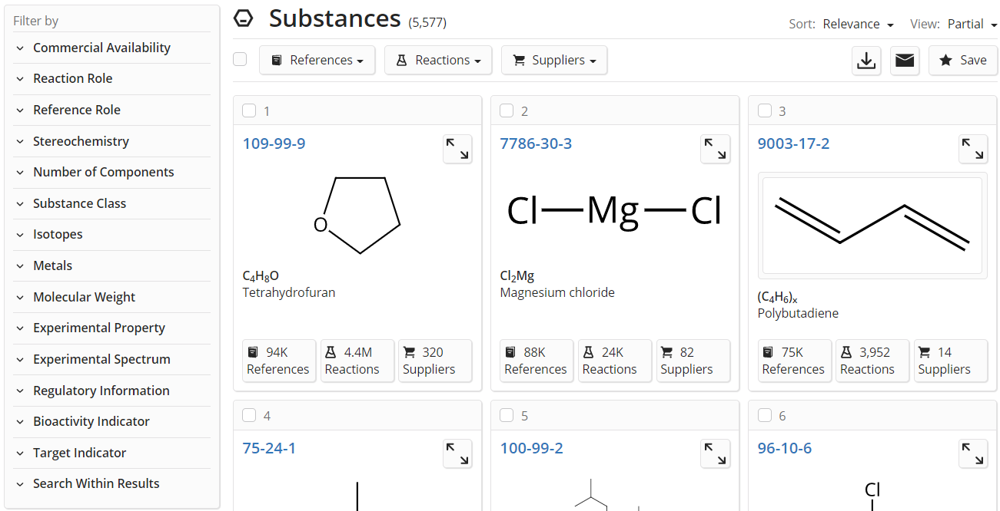 Filter by
Commercial Availability
Reaction Role
Reference Role
Stereochemistry
Number of Components
Substance Class
Isotopes
Metals
Molecular Weight
Experimental Property
Experimental Spectrum
Regulatory Information
Bioactivity Indicator
Target Indicator
Search Within Results
Substances (5,577)
Sort: Relevance View: Partial
References Reactions Suppliers Save
1
109-99-9
O
C₄H₈O
Tetrahydrofuran
94K References
4.4M Reactions
320 Suppliers
2
7786-30-3
Cl Mg Cl
Cl₂Mg
Magnesium chloride
88K References
24K Reactions
82 Suppliers
3
9003-17-2
(C₄H₆)ₓ
Polybutadiene
75K References
3,952 Reactions
14 Suppliers
4
75-24-1
5
100-99-2
6
96-10-6
Cl